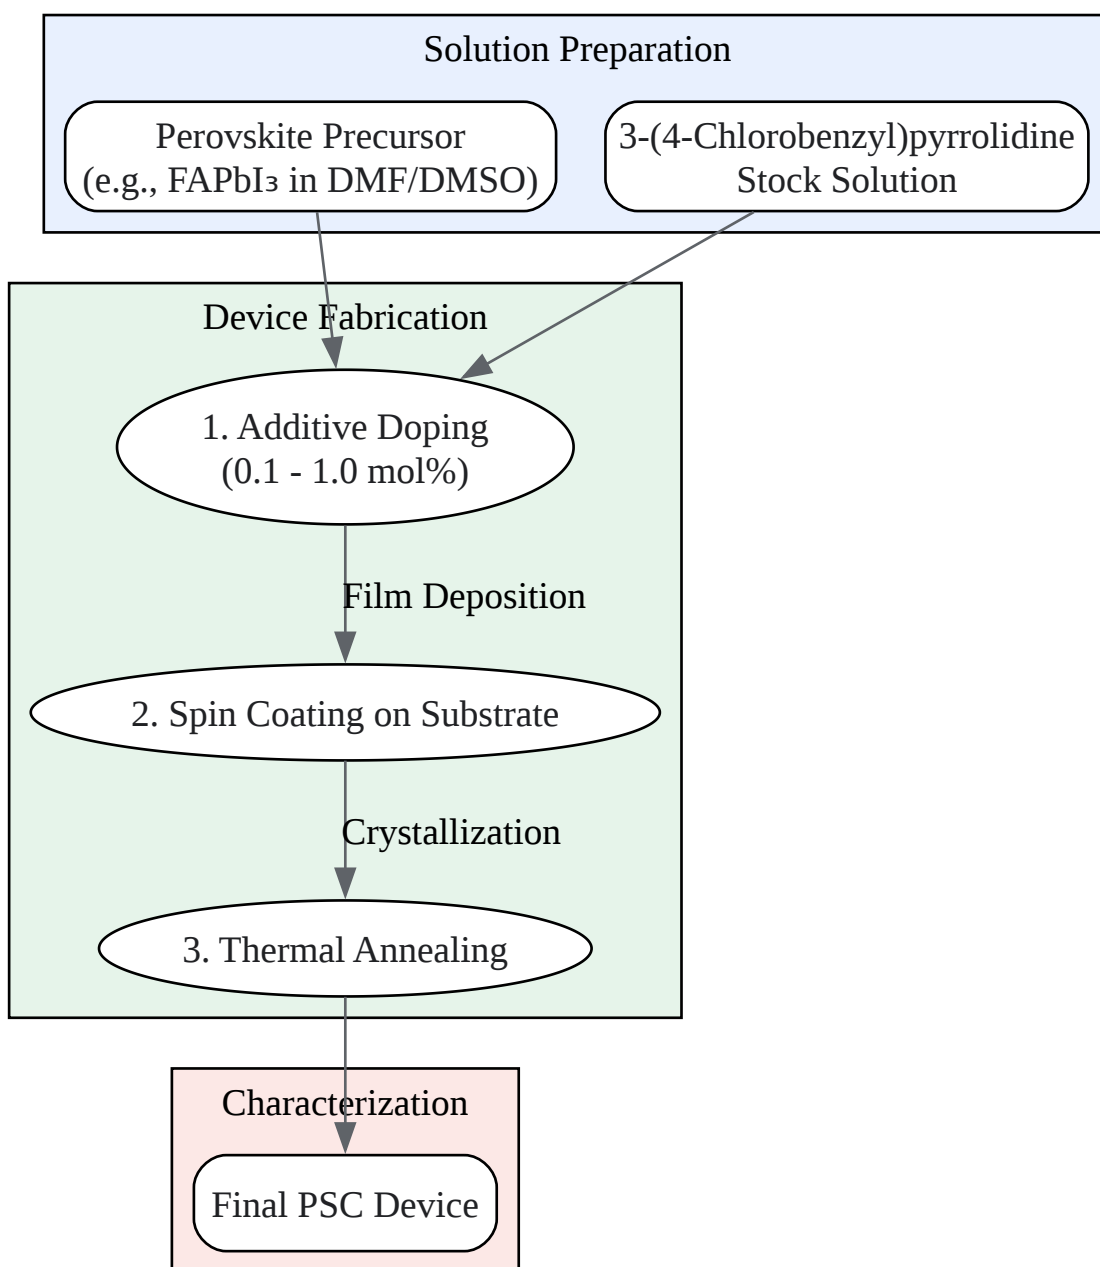 Solution Preparation
Perovskite Precursor
(e.g., FAPbI₃ in DMF/DMSO)
3-(4-Chlorobenzyl)pyrrolidine
Stock Solution
Device Fabrication
1. Additive Doping
(0.1 - 1.0 mol%)
Film Deposition
2. Spin Coating on Substrate
Crystallization
3. Thermal Annealing
Characterization
Final PSC Device